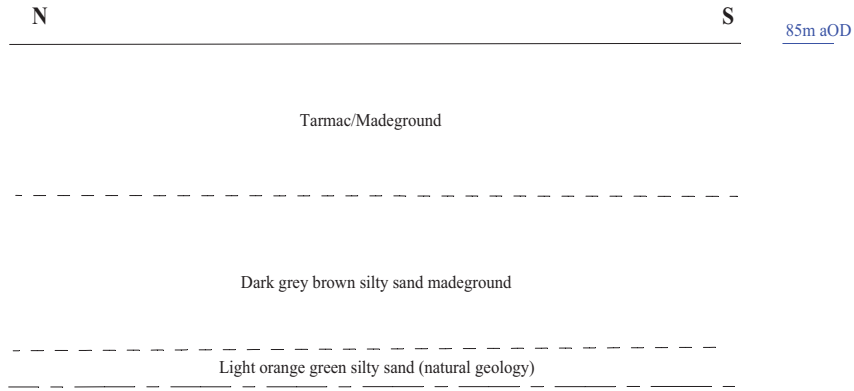 N
S
85m aOD
Tarmac/Madeground
Dark grey brown silty sand madeground
Light orange green silty sand (natural geology)